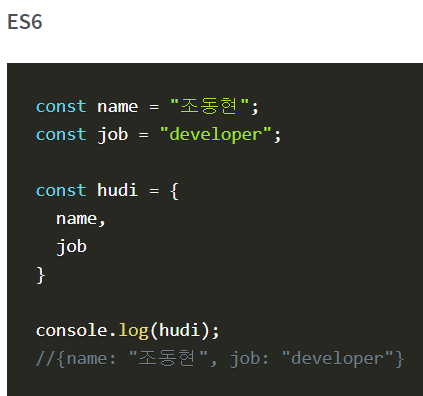 ES6
const name = "조동현";
const job = "developer";
const hudi = {
name,
job
}
console.log(hudi);
//{name: "조동현", job: "developer"}